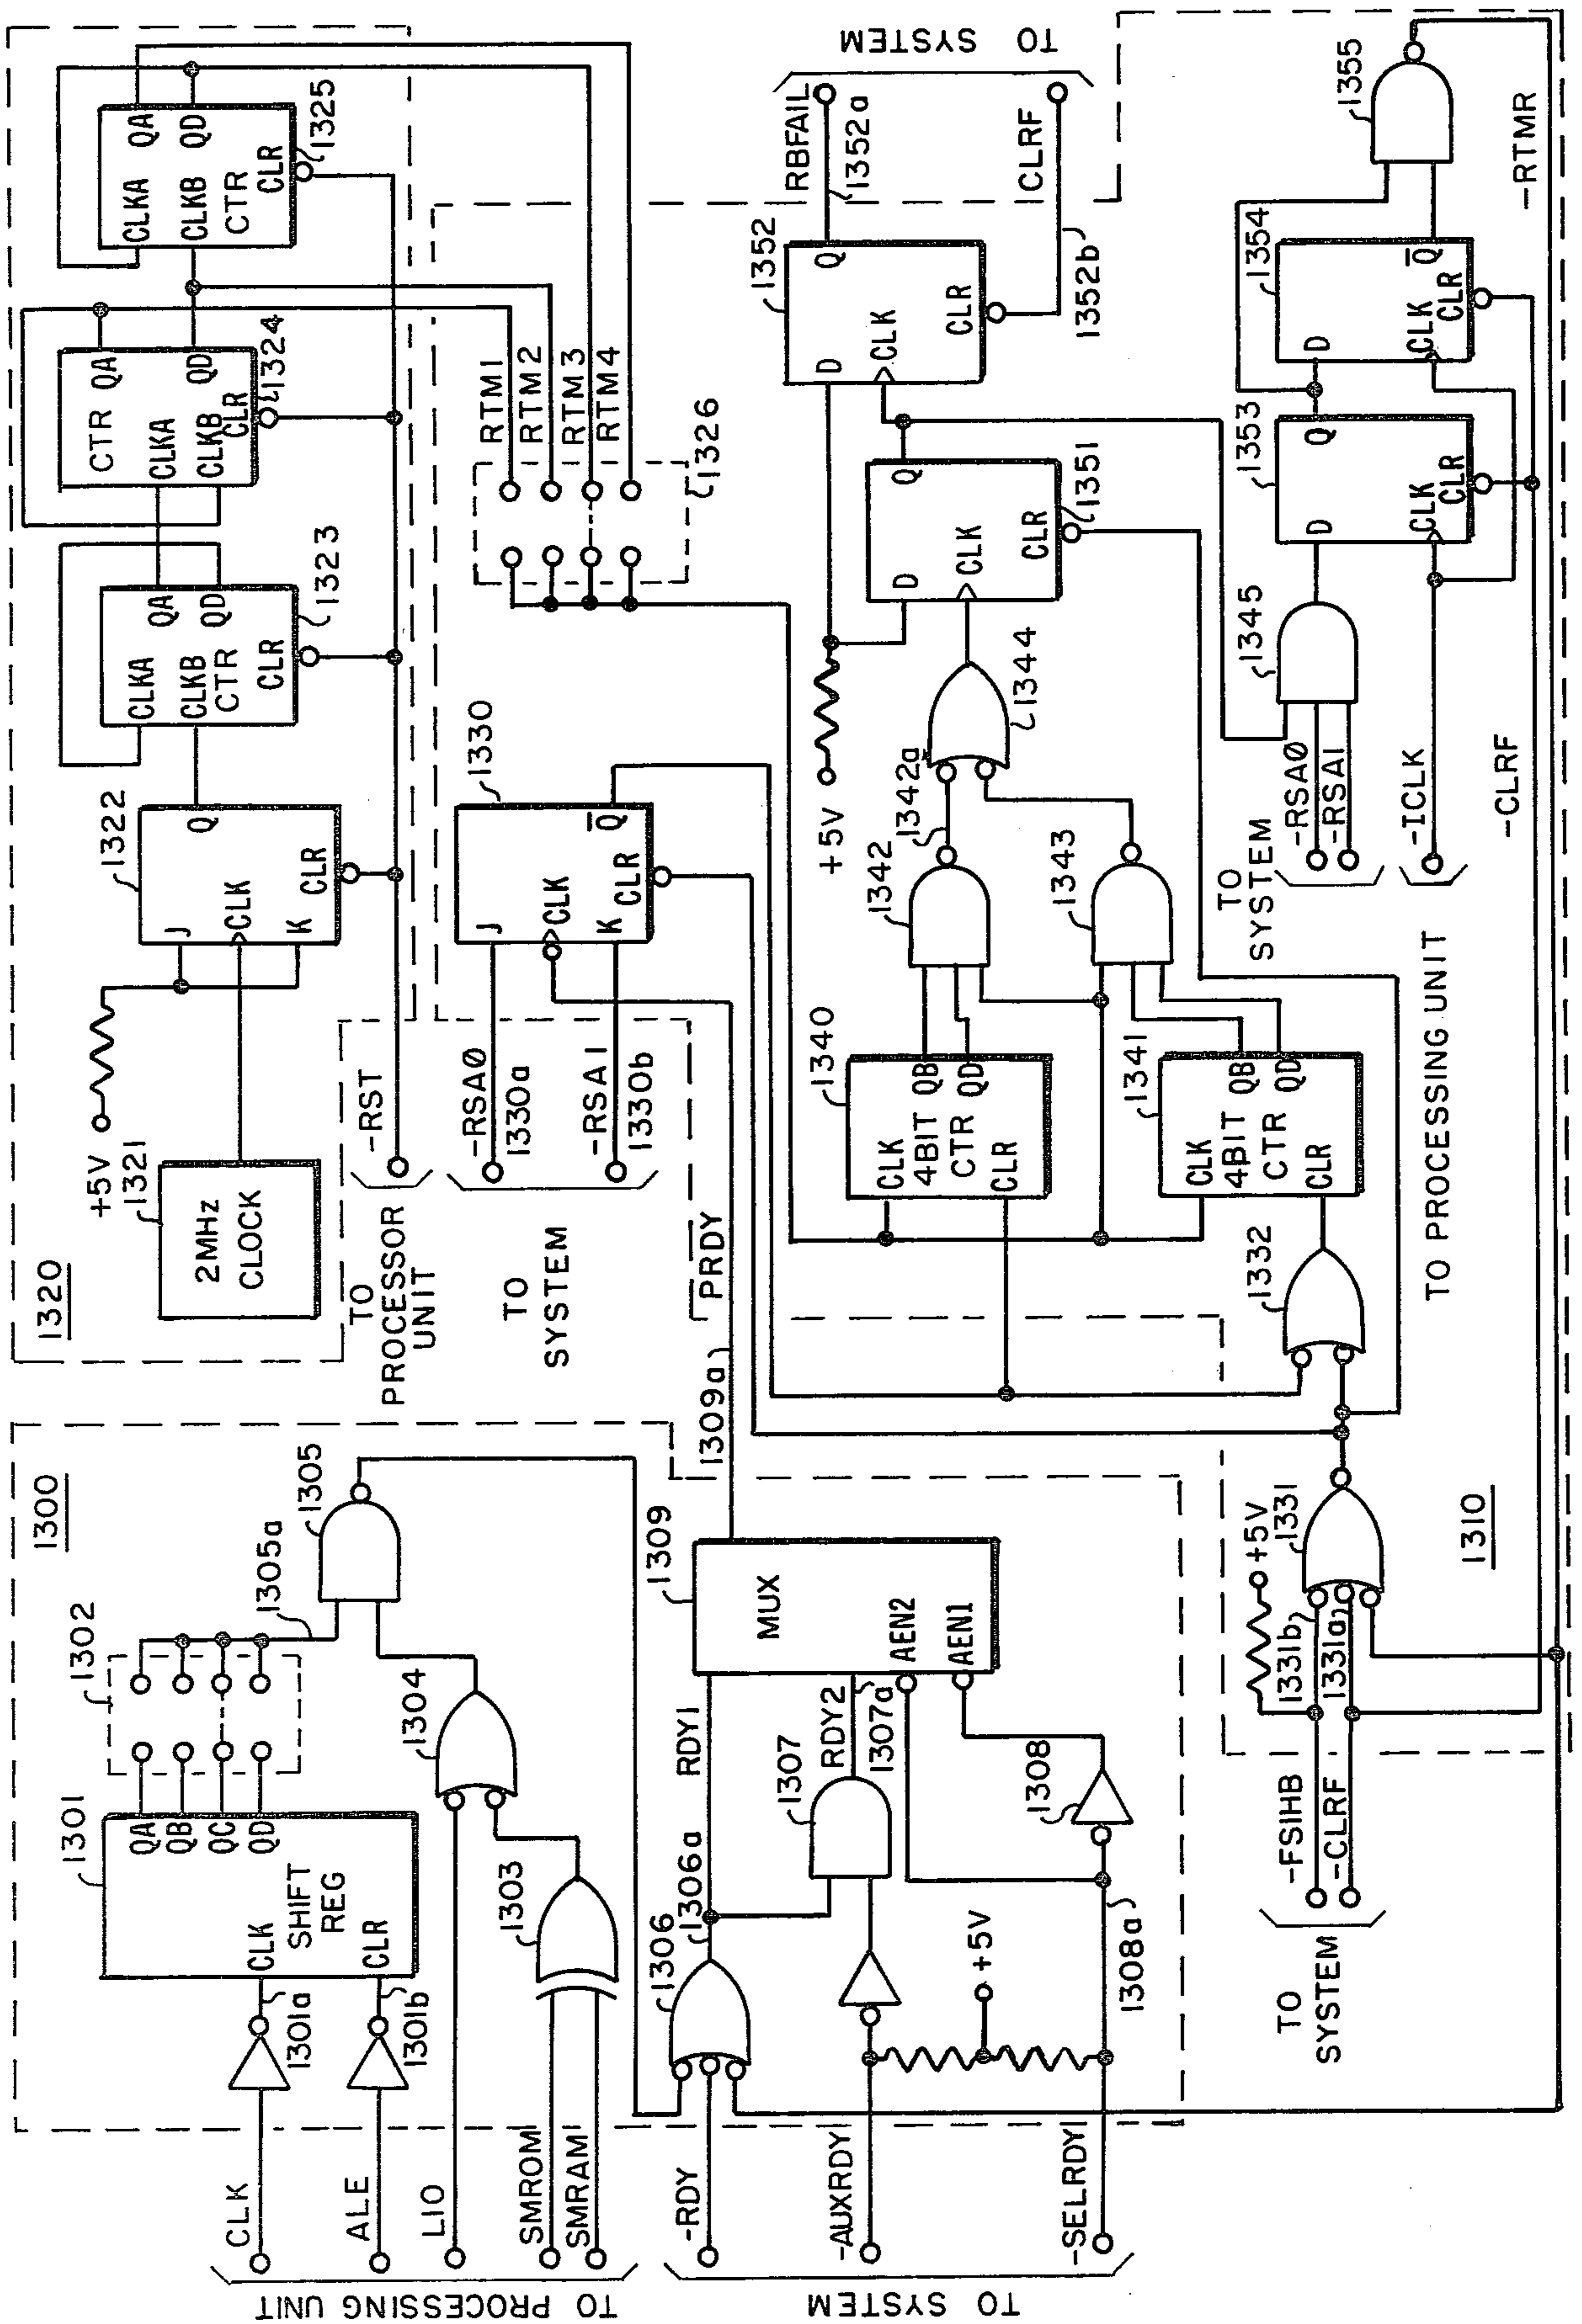 1320
+5V
1321
2MHz
CLOCK
1322
J
CLK
K
Q
CLR
1323
CLKA
CLKB
CTR
QA
QD
CLR
1324
CTR
CLKA
CLKB
CLR
QA
QD
1325
CLKA
CLKB
CTR
CLR
QA
QD
-RST
TO
PROCESSOR
UNIT
-RSAØ
1330a
-RSA1
1330b
TO
SYSTEM
1330
J
CLK
K
Q
CLR
RTM1
RTM2
RTM3
RTM4
1326
1300
1301
SHIFT
REG
CLK
CLR
QA
QB
QC
QD
1301a
1301b
1302
1305a
1305
1304
1303
CLK
ALE
LIO
SMROM
SMRAM
TO PROCESSING UNIT
1306
1306a
RDY1
1307
RDY2
1307a
1308
1308a
1309
MUX
AEN2
AEN1
1309a
PRDY
+5V
-RDY
-AUXRDY
-SELRDY
TO SYSTEM
1340
CLK
4BIT
CTR
CLR
QB
QD
1341
CLK
4BIT
CTR
CLR
QB
QD
1342
1342a
1343
1344
+5V
1351
D
CLK
CLR
Q
1352
D
CLK
CLR
Q
RBFAIL
1352a
CLRF
1352b
TO
SYSTEM
1332
1331
1331b
1331a
+5V
1310
-FSIHB
-CLRF
TO
SYSTEM
1345
-RSAØ
-RSA1
TO
SYSTEM
-ICLK
TO PROCESSING UNIT
-CLRF
1353
D
CLK
CLR
Q
1354
D
CLK
CLR
Q
1355
-RTMR